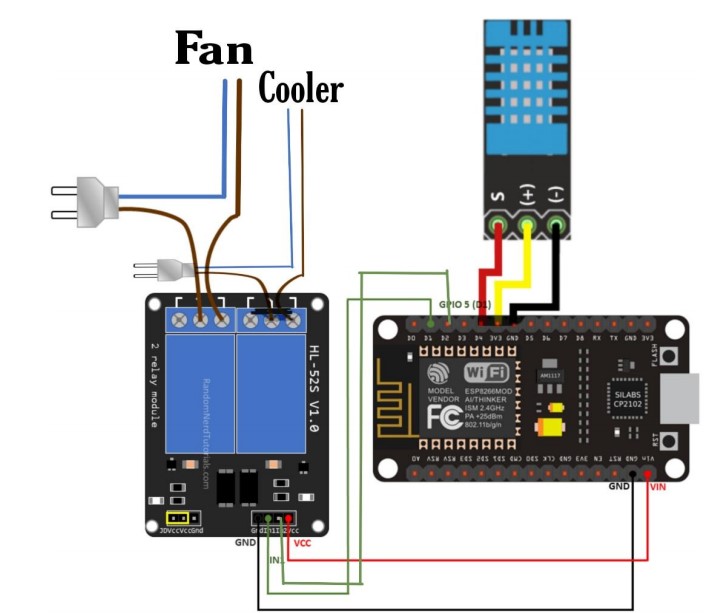 Fan
Cooler
S (+) (-)
GPIO 5 (D1)
D0 D1 D2 D3 D4 3V3 GND D5 D6 D7 D8 RX TX GND 3V3
FLASH
WiFi
MODEL ESP8266MOD
VENDOR AI/THINKER
ISM 2.4GHz
PA +25dBm
802.11b/g/n
FC
AM1117
SILABS
CP2102
RST
AO RSV RSV SD3 SD2 SD1 CMD SD0 CLK GND 3V3 EN RST GND Vin
GND VIN
2 relay module
HL-52S V1.0
RandomNerdTutorials.com
JDVccVccGnd
GndIn1In2Vcc
GND
VCC
IN1